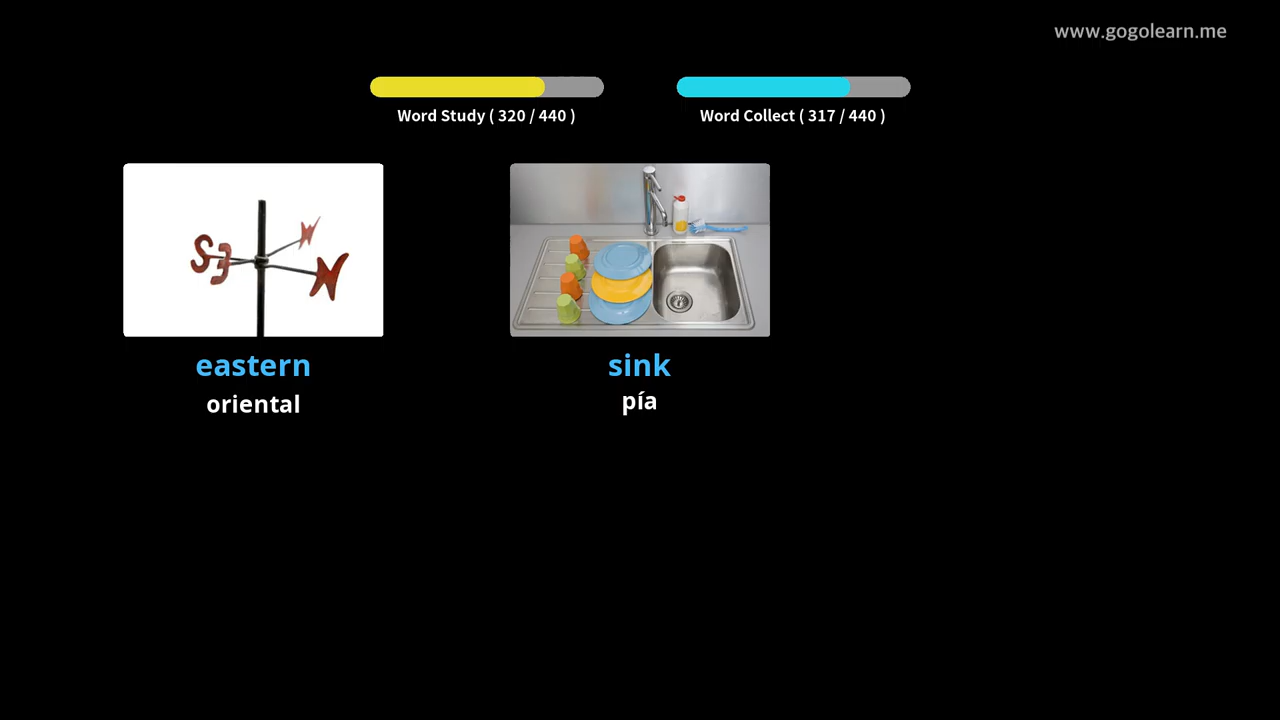 www.gogolearn.me
Word Study ( 320 / 440 )
Word Collect ( 317 / 440 )
S E N W
eastern
oriental
sink
pía